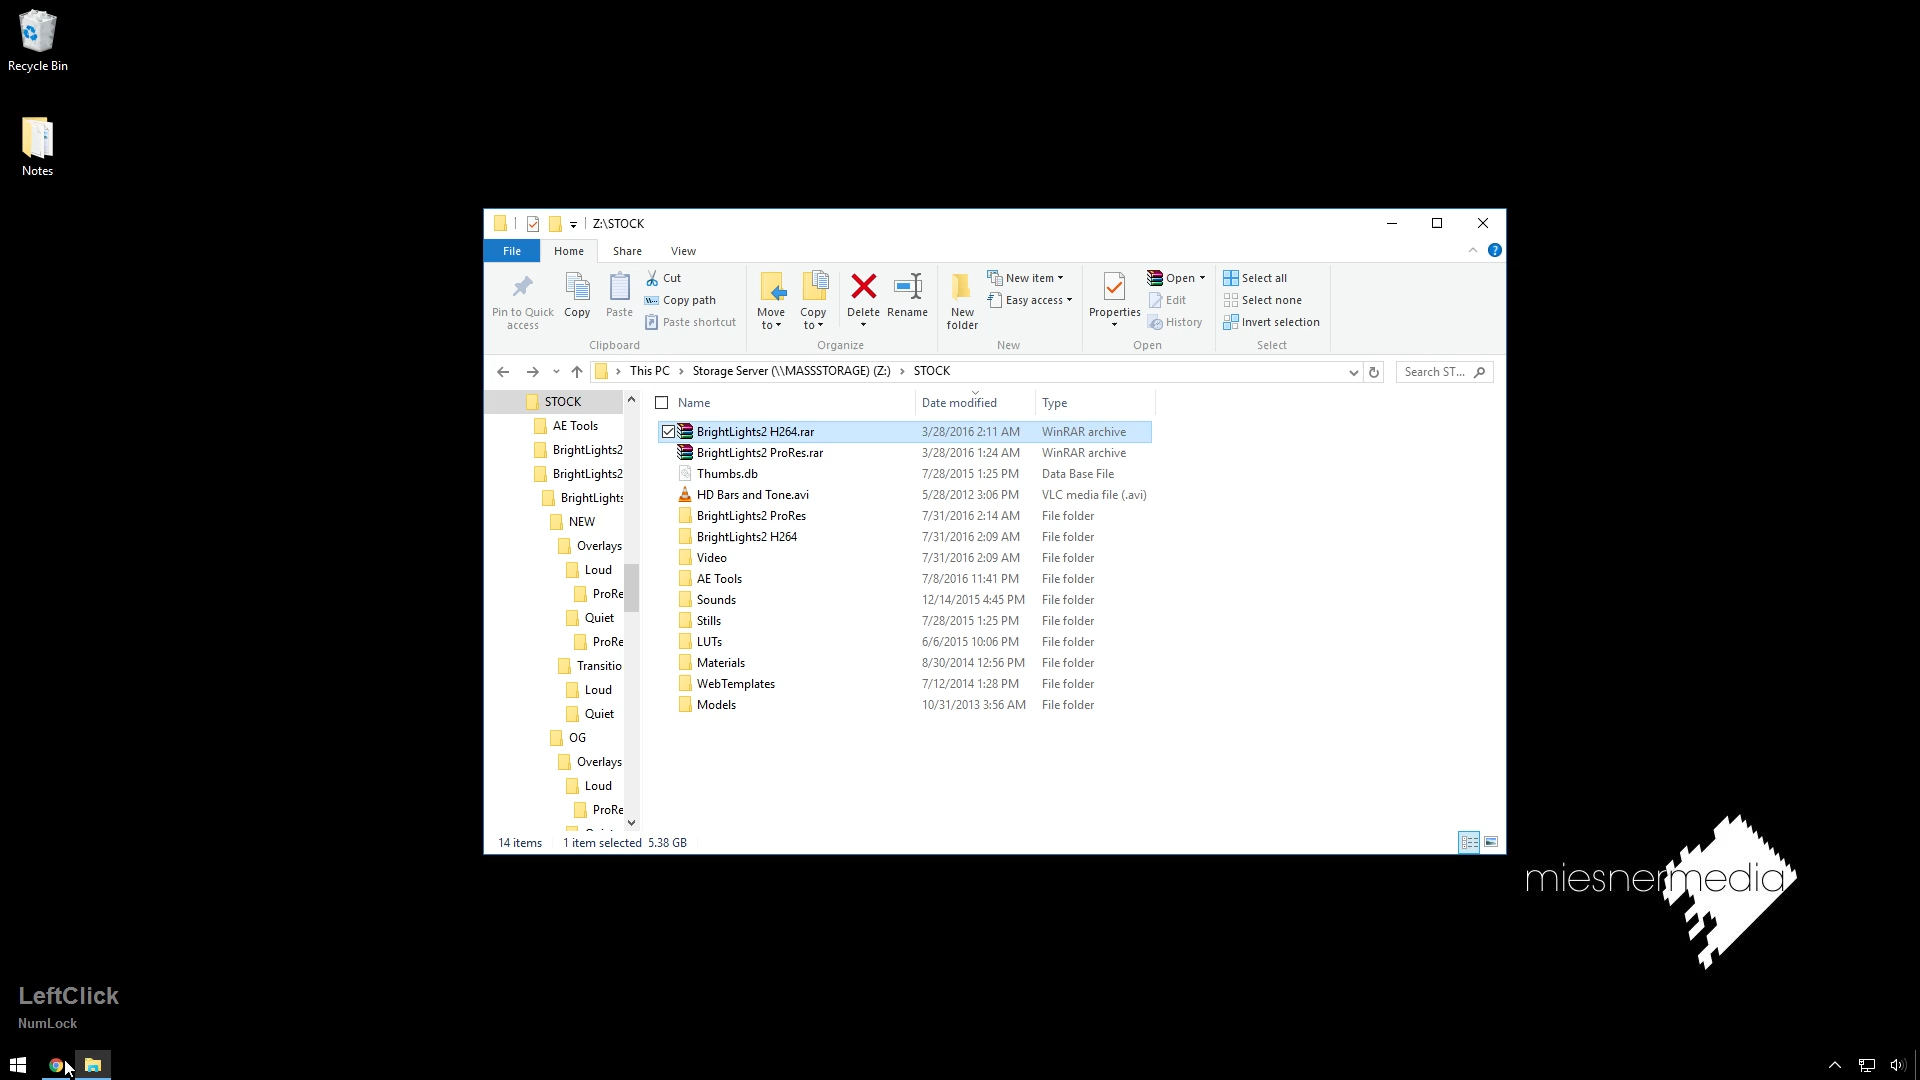 Recycle Bin
Notes
Z:\STOCK
File Home Share View
Pin to Quick access
Copy
Paste
Cut
Copy path
Paste shortcut
Clipboard
Move to
Copy to
Delete
Rename
Organize
New folder
New item
Easy access
New
Properties
Open
Edit
History
Open
Select all
Select none
Invert selection
Select
This PC Storage Server (\\MASSSTORAGE) (Z:) STOCK
Search ST...
STOCK
AE Tools
BrightLights2
BrightLights2
BrightLights
NEW
Overlays
Loud
ProRe
Quiet
ProRe
Transitio
Loud
Quiet
OG
Overlays
Loud
ProRe
Name Date modified Type
BrightLights2 H264.rar 3/28/2016 2:11 AM WinRAR archive
BrightLights2 ProRes.rar 3/28/2016 1:24 AM WinRAR archive
Thumbs.db 7/28/2015 1:25 PM Data Base File
HD Bars and Tone.avi 5/28/2012 3:06 PM VLC media file (.avi)
BrightLights2 ProRes 7/31/2016 2:14 AM File folder
BrightLights2 H264 7/31/2016 2:09 AM File folder
Video 7/31/2016 2:09 AM File folder
AE Tools 7/8/2016 11:41 PM File folder
Sounds 12/14/2015 4:45 PM File folder
Stills 7/28/2015 1:25 PM File folder
LUTs 6/6/2015 10:06 PM File folder
Materials 8/30/2014 12:56 PM File folder
WebTemplates 7/12/2014 1:28 PM File folder
Models 10/31/2013 3:56 AM File folder
14 items 1 item selected 5.38 GB
miesnermedia
LeftClick
NumLock